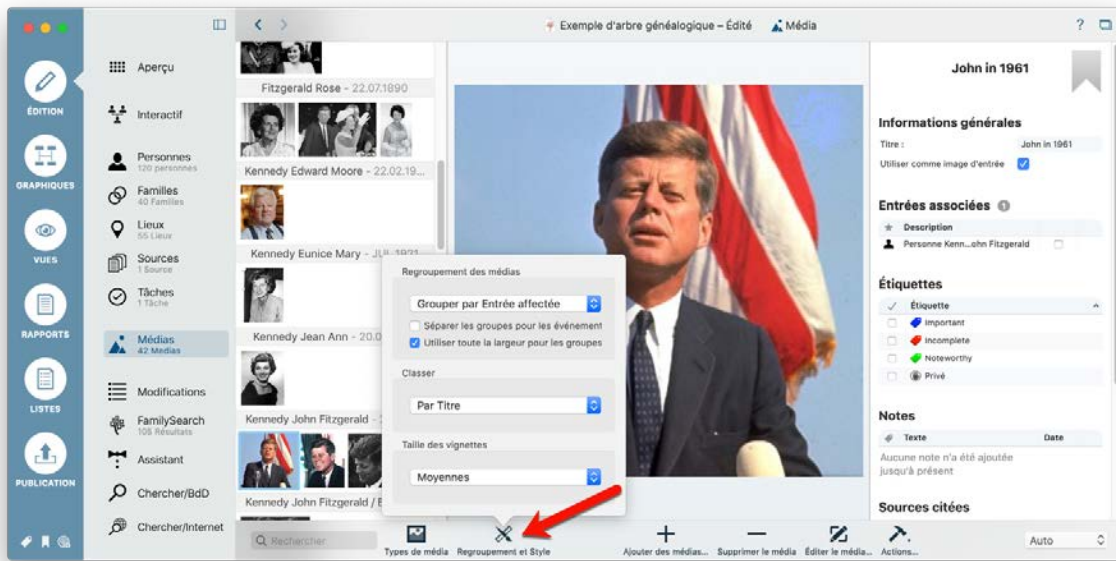 Exemple d'arbre généalogique – Édité
Média
?
ÉDITION
GRAPHIQUES
VUES
RAPPORTS
LISTES
PUBLICATION
Aperçu
Interactif
Personnes
120 personnes
Familles
40 Familles
Lieux
55 Lieux
Sources
1 Source
Tâches
1 Tâche
Médias
42 Medias
Modifications
FamilySearch
108 Résultats
Assistant
Chercher/BdD
Chercher/Internet
Fitzgerald Rose - 22.07.1890
Kennedy Edward Moore - 22.02.19...
Kennedy Eunice Mary - JUL 1921
Kennedy Jean Ann - 20.0
Kennedy John Fitzgerald -
Kennedy John Fitzgerald /
Regroupement des médias
Grouper par Entrée affectée
Séparer les groupes pour les événement
Utiliser toute la largeur pour les groupes
Classer
Par Titre
Taille des vignettes
Moyennes
Rechercher
Types de média
Regroupement et Style
Ajouter des médias...
Supprimer le média
Éditer le média...
Actions...
John in 1961
Informations générales
Titre :
John in 1961
Utiliser comme image d'entrée
Entrées associées 1
Description
Personne Kenn...ohn Fitzgerald
Étiquettes
Étiquette
Important
Incomplete
Noteworthy
Privé
Notes
Texte
Date
Aucune note n'a été ajoutée
jusqu'à présent
Sources citées
Auto